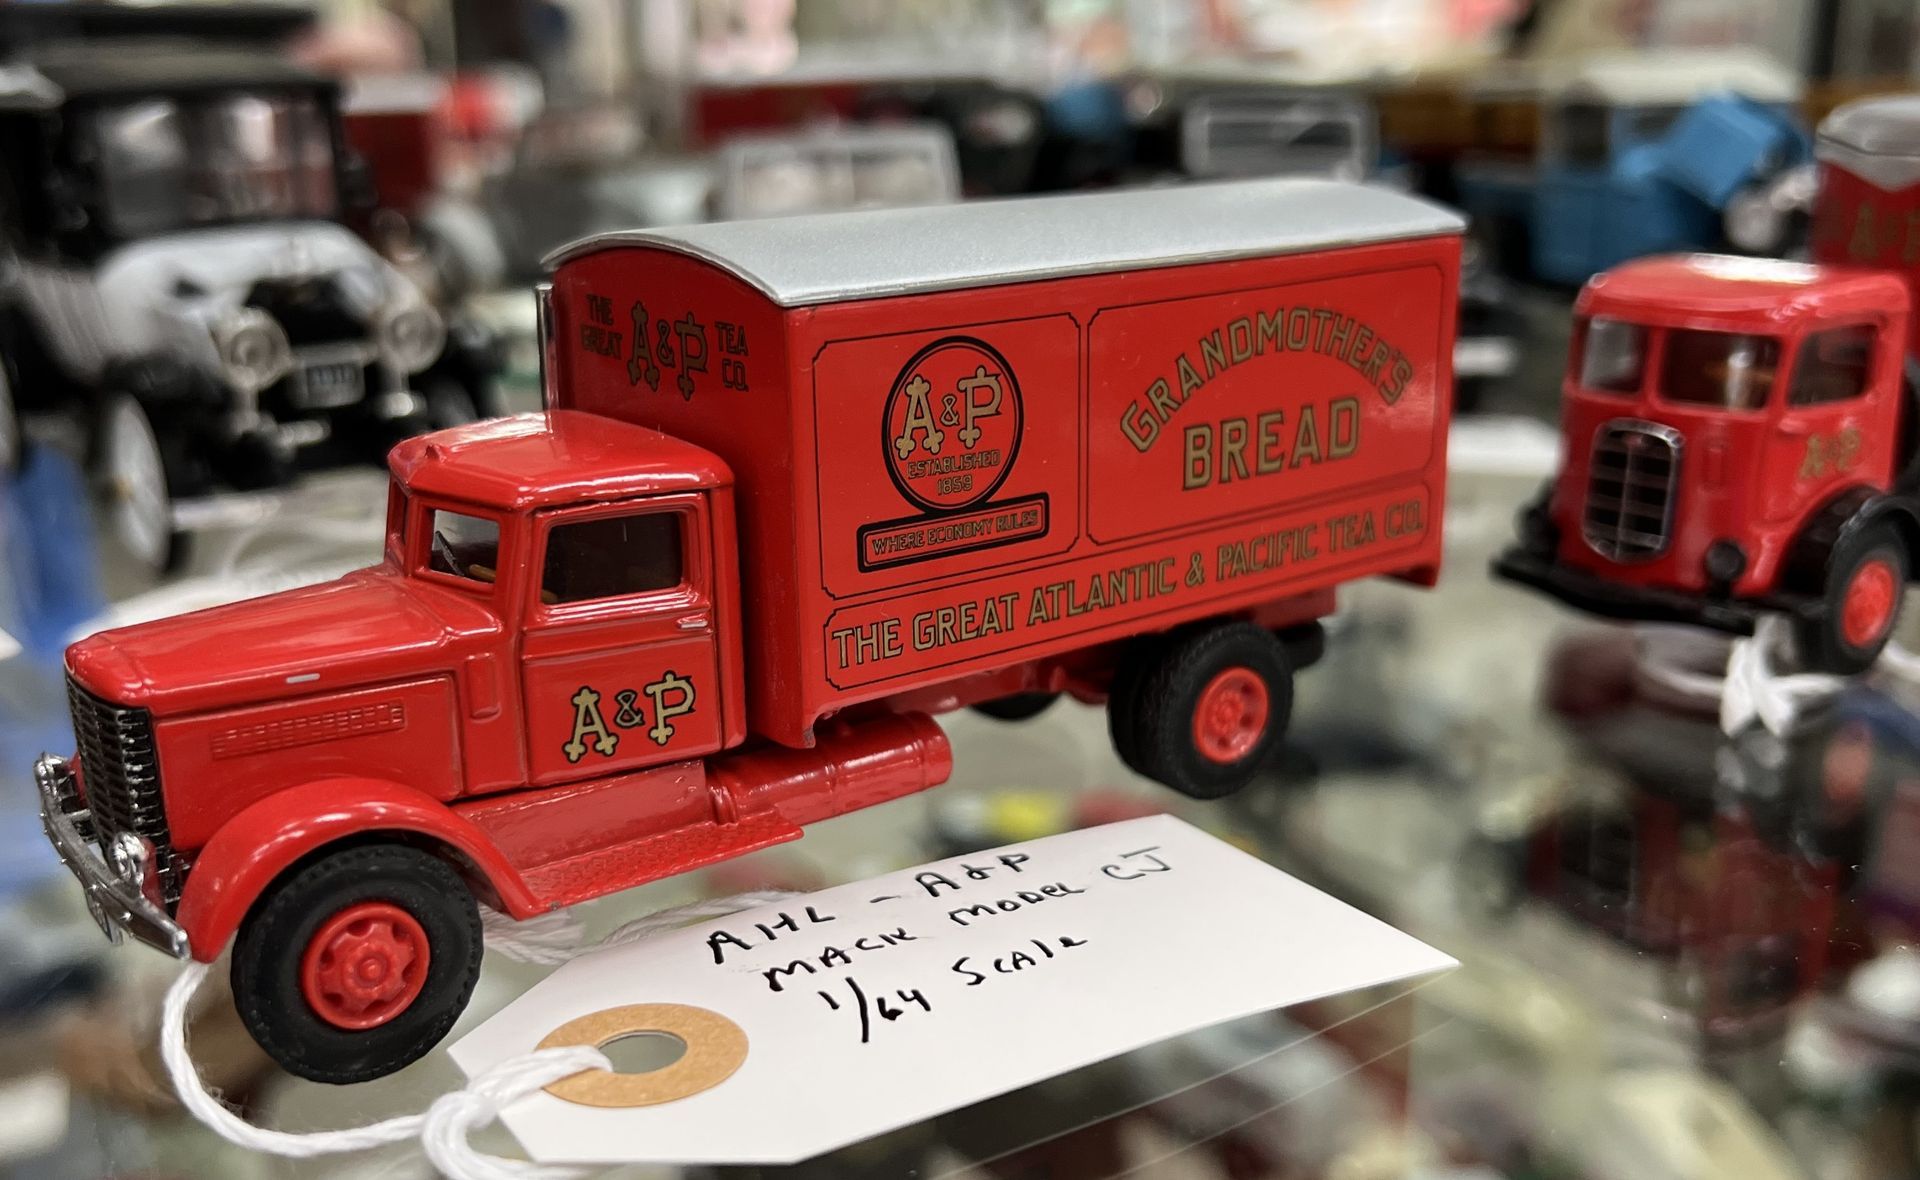 THE
GREAT
A&P
TEA
CO.
A&P
ESTABLISHED
1859
WHERE ECONOMY RULES
GRANDMOTHER'S
BREAD
THE GREAT ATLANTIC & PACIFIC TEA CO.
A&P
A&P
AHL - A&P
MACK MODEL CJ
1/64 Scale